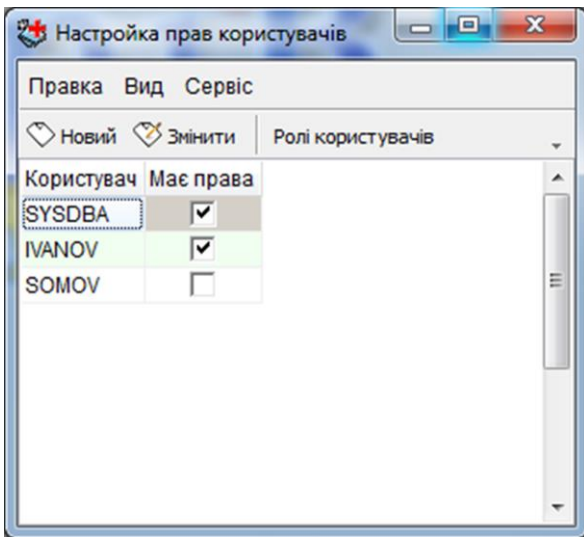 Настройка прав користувачів
Правка Вид Сервіс
Новий Змінити Ролі користувачів
Користувач Має права
SYSDBA
IVANOV
SOMOV